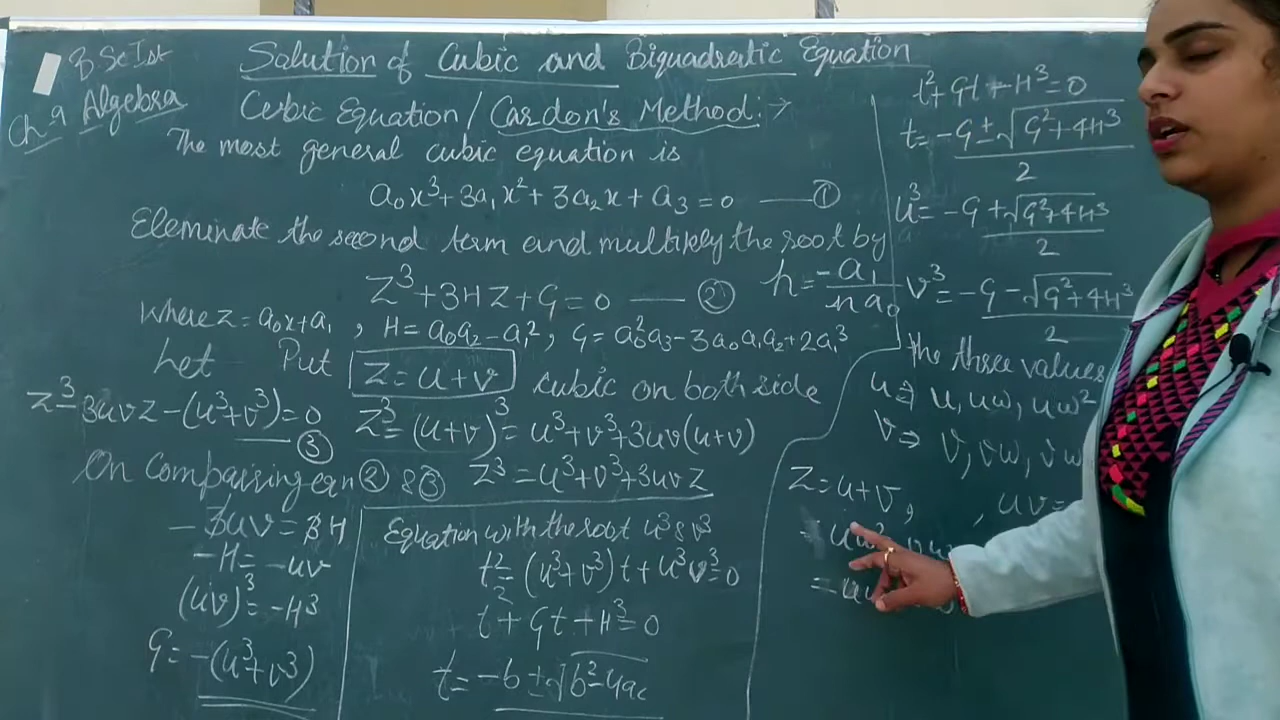 B Sc Ist
Ch 9 Algebra
Solution of Cubic and Biquadratic Equation
Cubic Equation / Cardon's Method :→
The most general cubic equation is
a₀x³+3a₁x²+3a₂x+a₃=0 —— ①
Eleminate the second term and multiply the root by
z³+3Hz+G=0 —— ②
h=-a₁/na₀
where z=a₀x+a₁, H=a₀a₂-a₁², G=a₀²a₃-3a₀a₁a₂+2a₁³
Let Put z=u+v cubic on both side
z³-3uvz-(u³+v³)=0 —— ③
z³=(u+v)³=u³+v³+3uv(u+v)
z³=u³+v³+3uvz
On Comparing eqn ② & ③
-3uv=3H
-H=-uv
(uv)³=-H³
G=-(u³+v³)
Equation with the root u³&v³
t²=(u³+v³)t+u³v³=0
t²+Gt+H³=0
t=-b±√b²-4ac
t²+Gt-H³=0
t=-G±√G²+4H³/2
u³=-G+√G²+4H³/2
v³=-G-√G²+4H³/2
the three values
u⇒u, uω, uω²
v⇒v, vω, vω
z=u+v, , uv=